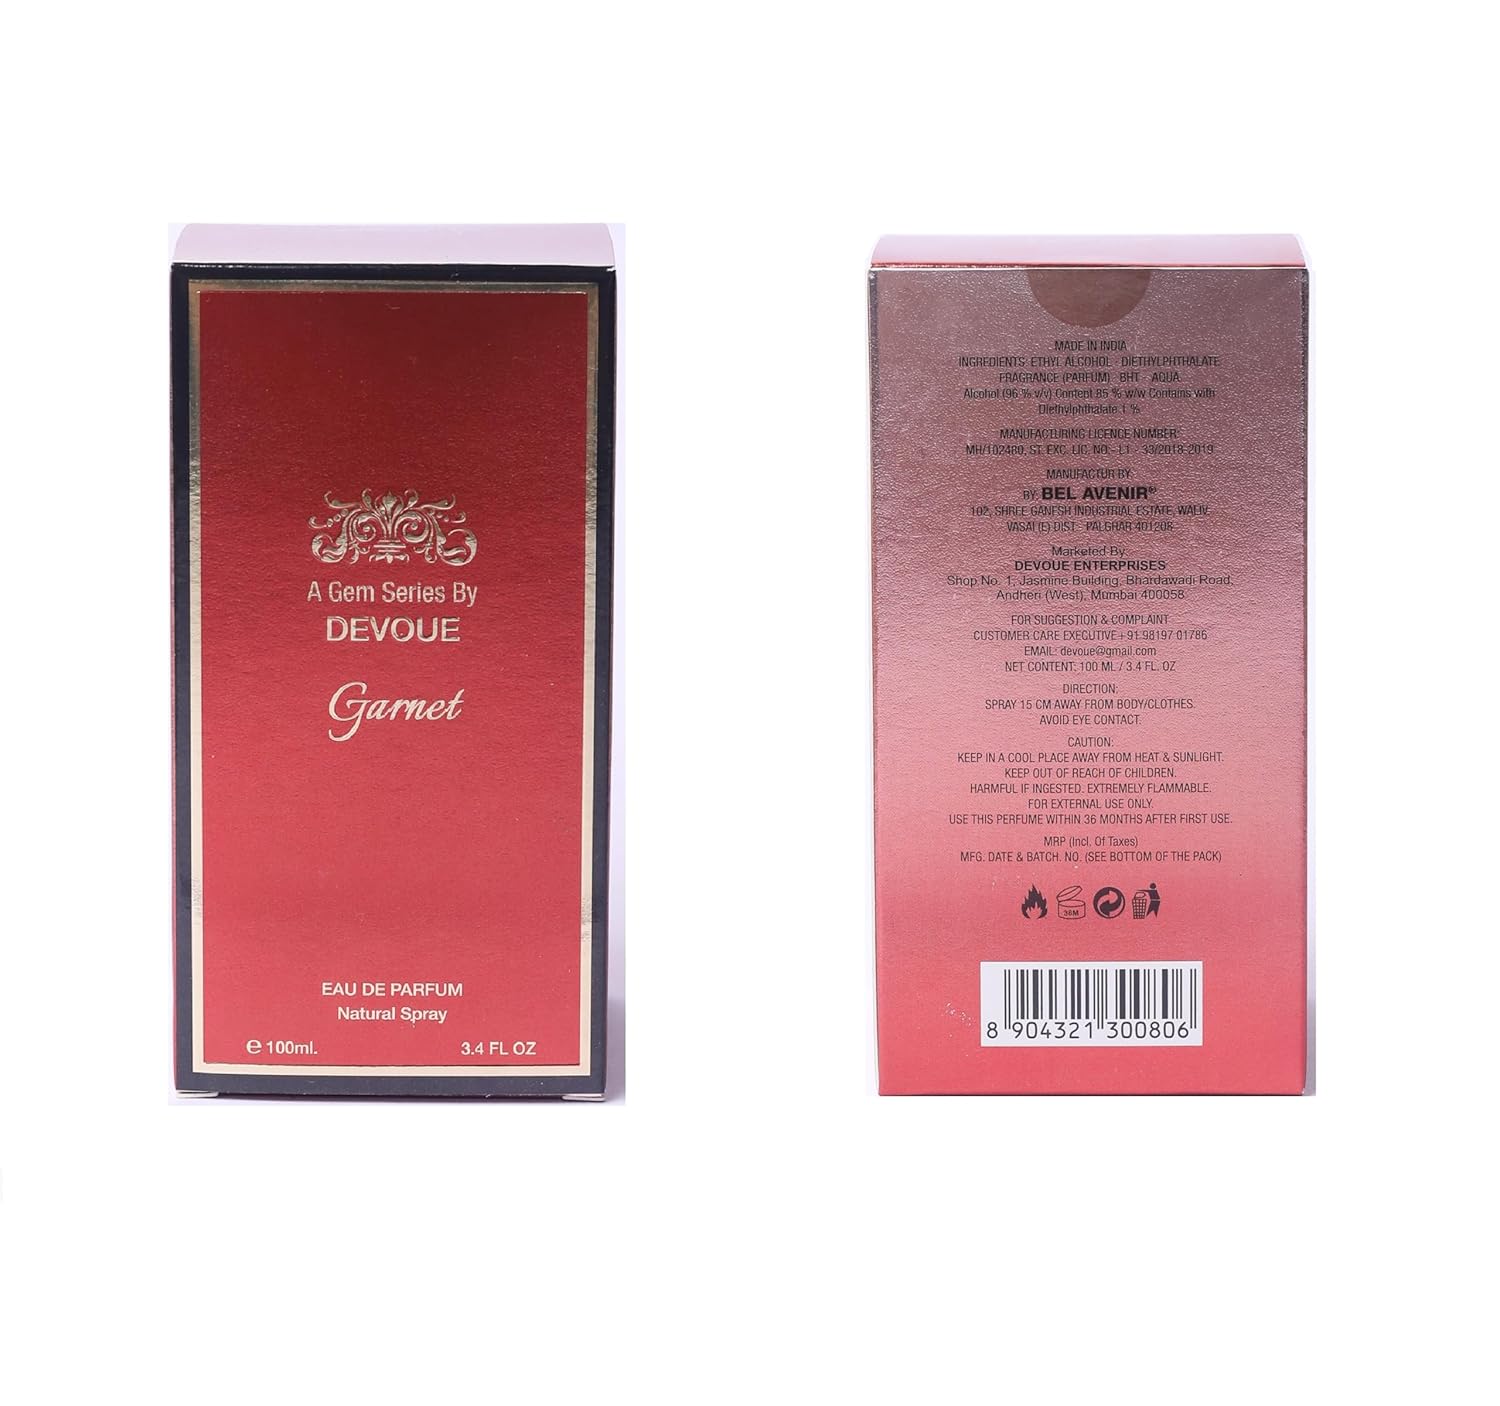 A Gem Series By
DEVOUE
Garnet
EAU DE PARFUM
Natural Spray
e 100ml.
3.4 FL OZ
MADE IN INDIA
INGREDIENTS: ETHYL ALCOHOL - DIETHYLPHTHALATE
FRAGRANCE (PARFUM) - BHT - AQUA
Alcohol (96 % v/v) Content 85 % w/w Contains with
Diethylphthalate 1 %
MANUFACTURING LICENCE NUMBER:
MH/102480, ST. EXC. LIC. NO.- L1 - 33/2018-2019
MANUFACTUR BY:
BY BEL AVENIR®
102, SHREE GANESH INDUSTRIAL ESTATE, WALIV,
VASAI (E) DIST - PALGHAR 401208.
Marketed By
DEVOUE ENTERPRISES
Shop No. 1, Jasmine Building, Bhardawadi Road,
Andheri (West), Mumbai 400058
FOR SUGGESTION & COMPLAINT
CUSTOMER CARE EXECUTIVE +91 98197 01786
EMAIL: devoue@gmail.com
NET CONTENT: 100 ML / 3.4 FL. OZ
DIRECTION:
SPRAY 15 CM AWAY FROM BODY/CLOTHES.
AVOID EYE CONTACT.
CAUTION:
KEEP IN A COOL PLACE AWAY FROM HEAT & SUNLIGHT.
KEEP OUT OF REACH OF CHILDREN.
HARMFUL IF INGESTED. EXTREMELY FLAMMABLE.
FOR EXTERNAL USE ONLY.
USE THIS PERFUME WITHIN 36 MONTHS AFTER FIRST USE.
MRP (Incl. Of Taxes)
MFG. DATE & BATCH. NO. (SEE BOTTOM OF THE PACK)
36M
8 904321 300806